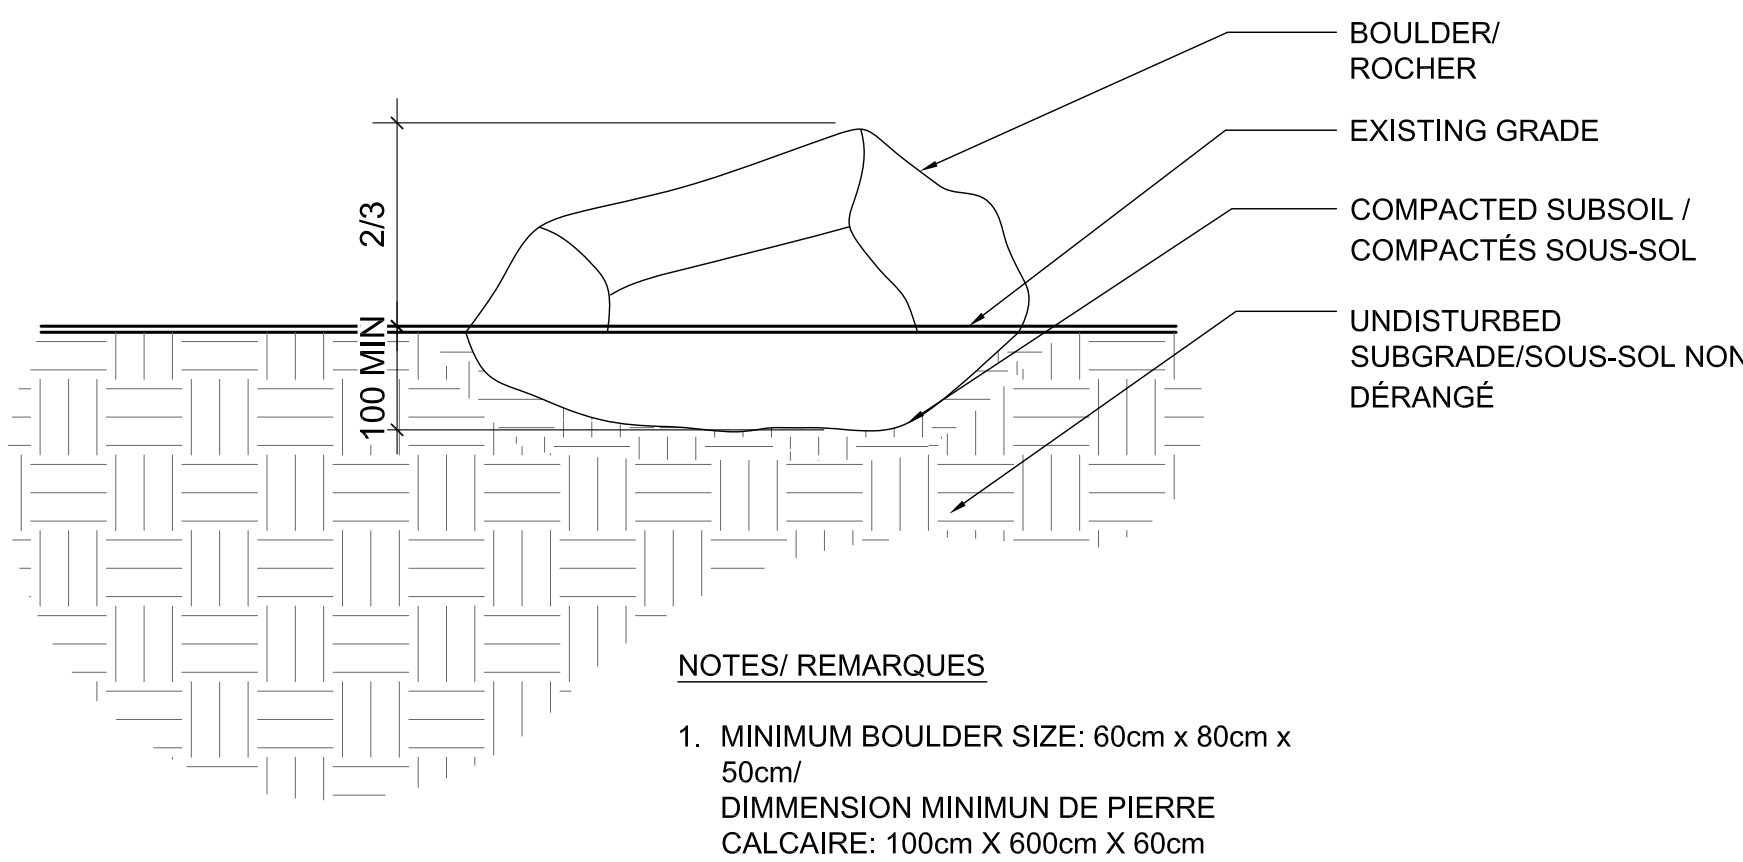 BOULDER/
ROCHER
EXISTING GRADE
COMPACTED SUBSOIL /
COMPACTÉS SOUS-SOL
UNDISTURBED
SUBGRADE/SOUS-SOL NON
DÉRANGÉ
2/3
100 MIN
NOTES/ REMARQUES
1. MINIMUM BOULDER SIZE: 60cm x 80cm x
50cm/
DIMMENSION MINIMUN DE PIERRE
CALCAIRE: 100cm X 600cm X 60cm